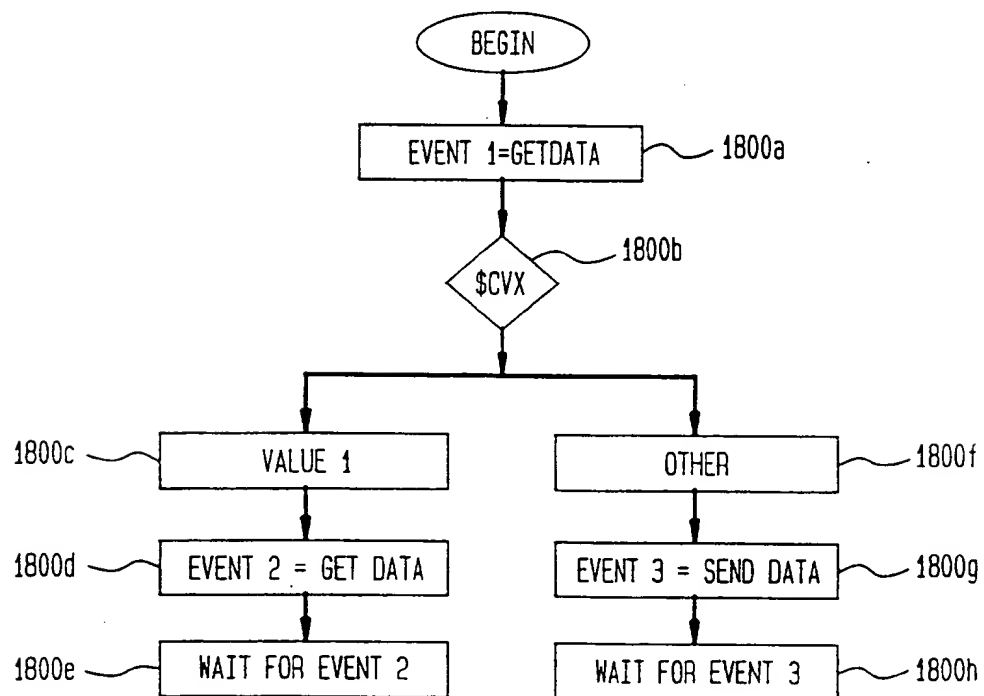 BEGIN
EVENT 1=GETDATA
1800a
$CVX
1800b
1800c
VALUE 1
OTHER
1800f
1800d
EVENT 2 = GET DATA
EVENT 3 = SEND DATA
1800g
1800e
WAIT FOR EVENT 2
WAIT FOR EVENT 3
1800h